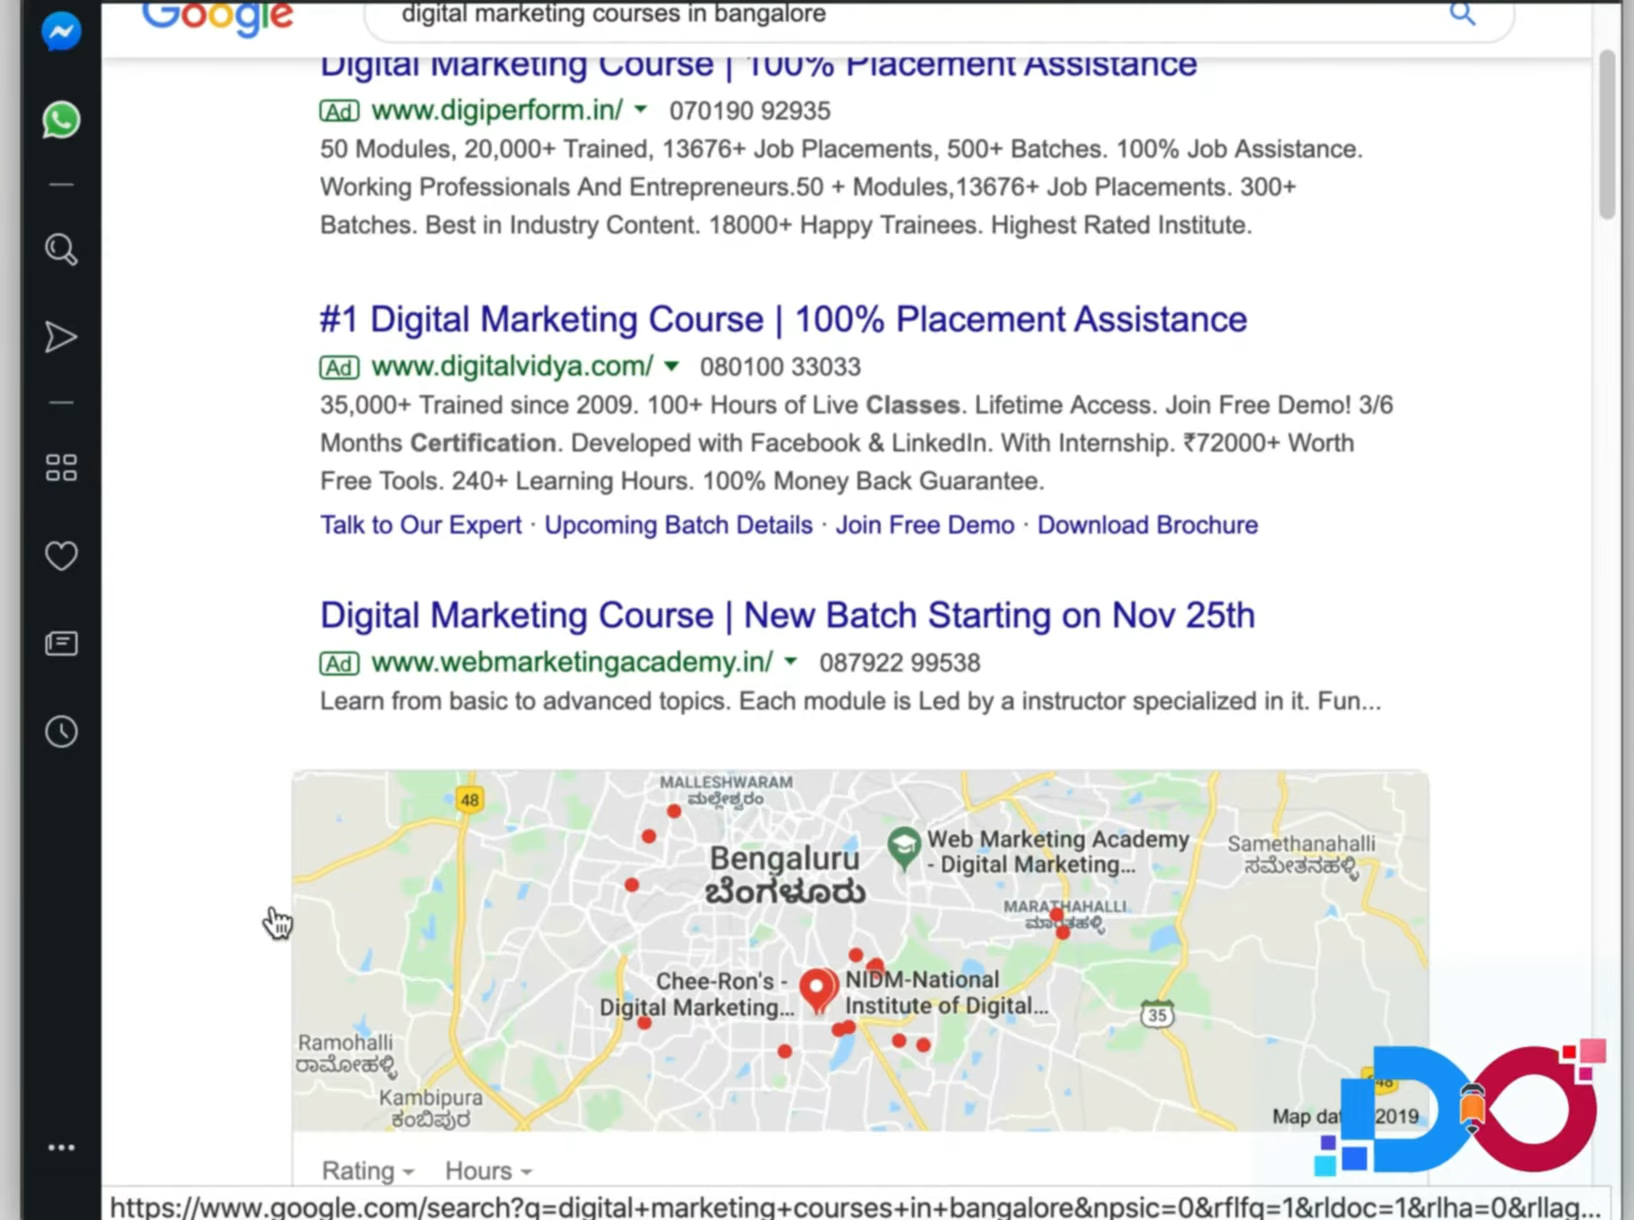 Google
digital marketing courses in bangalore
Digital Marketing Course | 100% Placement Assistance
Ad www.digiperform.in/ 070190 92935
50 Modules, 20,000+ Trained, 13676+ Job Placements, 500+ Batches. 100% Job Assistance.
Working Professionals And Entrepreneurs.50 + Modules,13676+ Job Placements. 300+
Batches. Best in Industry Content. 18000+ Happy Trainees. Highest Rated Institute.
#1 Digital Marketing Course | 100% Placement Assistance
Ad www.digitalvidya.com/ 080100 33033
35,000+ Trained since 2009. 100+ Hours of Live Classes. Lifetime Access. Join Free Demo! 3/6
Months Certification. Developed with Facebook & LinkedIn. With Internship. ₹72000+ Worth
Free Tools. 240+ Learning Hours. 100% Money Back Guarantee.
Talk to Our Expert · Upcoming Batch Details · Join Free Demo · Download Brochure
Digital Marketing Course | New Batch Starting on Nov 25th
Ad www.webmarketingacademy.in/ 087922 99538
Learn from basic to advanced topics. Each module is Led by a instructor specialized in it. Fun...
MALLESHWARAM
ಮಲ್ಲೇಶ್ವರಂ
48
Web Marketing Academy
- Digital Marketing...
Bengaluru
ಬೆಂಗಳೂರು
Samethanahalli
ಸಮೇತನಹಳ್ಳಿ
MARATHAHALLI
Chee-Ron's -
Digital Marketing...
NIDM-National
Institute of Digital...
35
Ramohalli
ರಾಮೋಹಳ್ಳಿ
Kambipura
ಕಂಬಿಪುರ
48
Map dat 2019
DO
Rating Hours
https://www.google.com/search?q=digital+marketing+courses+in+bangalore&npsic=0&rflfq=1&rldoc=1&rlha=0&rllag...